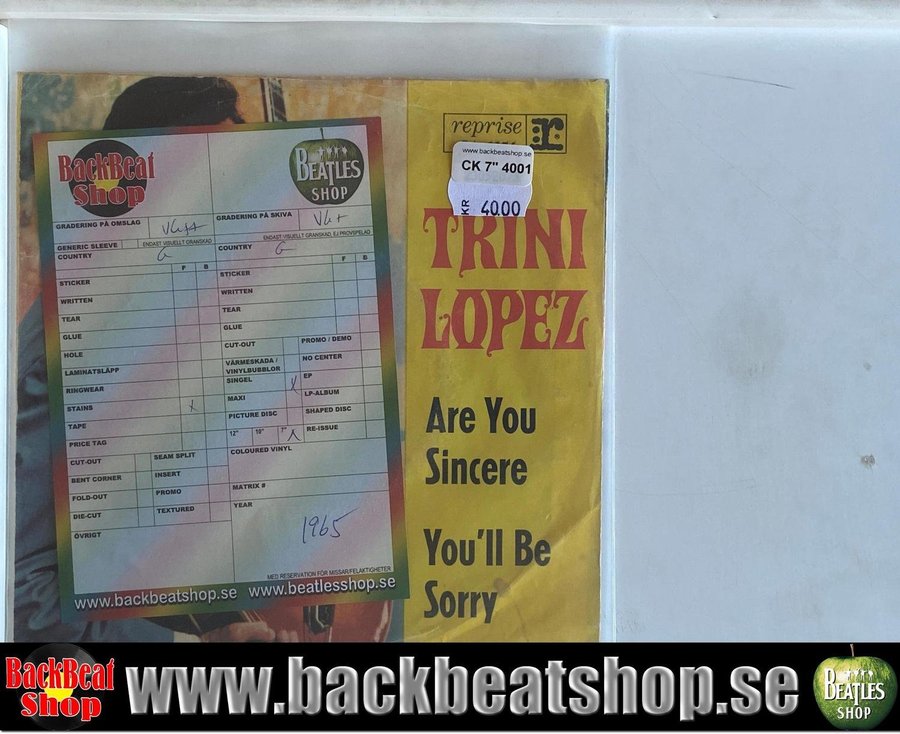 reprise
r
www.backbeatshop.se
CK 7" 4001
KR 40.00
TRINI
LOPEZ
Are You
Sincere
You'll Be
Sorry
BackBeat
Shop
BEATLES
SHOP
GRADERING PÅ OMSLAG VG++
GRADERING PÅ SKIVA VG+
GENERIC SLEEVE
ENDAST VISUELLT GRANSKAD
ENDAST VISUELLT GRANSKAD, EJ PROVSPELAD
COUNTRY G
COUNTRY G
F B
STICKER
WRITTEN
TEAR
GLUE
HOLE
LAMINATSLÄPP
RINGWEAR
STAINS x
TAPE
PRICE TAG
CUT-OUT
SEAM SPLIT
BENT CORNER
INSERT
FOLD-OUT
PROMO
DIE-CUT
TEXTURED
ÖVRIGT
F B
STICKER
WRITTEN
TEAR
GLUE
CUT-OUT
PROMO / DEMO
VÄRMESKADA /
VINYLBUBBLOR
NO CENTER
SINGEL x
EP
MAXI
LP-ALBUM
PICTURE DISC
SHAPED DISC
12" 10" 7" x
RE-ISSUE
COLOURED VINYL
MATRIX #
YEAR
1965
MED RESERVATION FÖR MISSAR/FELAKTIGHETER
www.backbeatshop.se www.beatlesshop.se
BackBeat
Shop
www.backbeatshop.se
BEATLES
SHOP